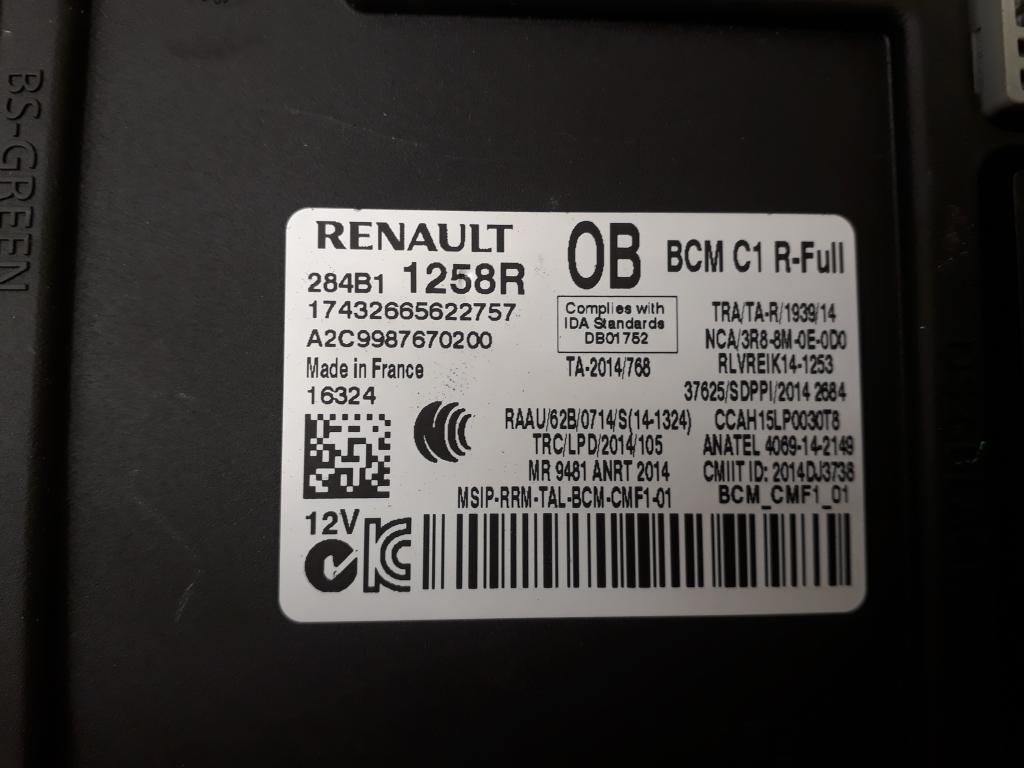 BS-GREEN
RENAULT
OB
BCM C1 R-Full
284B1 1258R
17432665622757
A2C9987670200
Made in France
16324
Complies with
IDA Standards
DB01752
TA-2014/768
TRA/TA-R/1939/14
NCA/3R8-8M-0E-0D0
RLVREIK14-1253
37625/SDPPI/2014 2684
RAAU/62B/0714/S(14-1324)
CCAH15LP0030T8
TRC/LPD/2014/105
ANATEL 4069-14-2149
MR 9481 ANRT 2014
CMIIT ID: 2014DJ3738
MSIP-RRM-TAL-BCM-CMF1-01
BCM_CMF1_01
12V